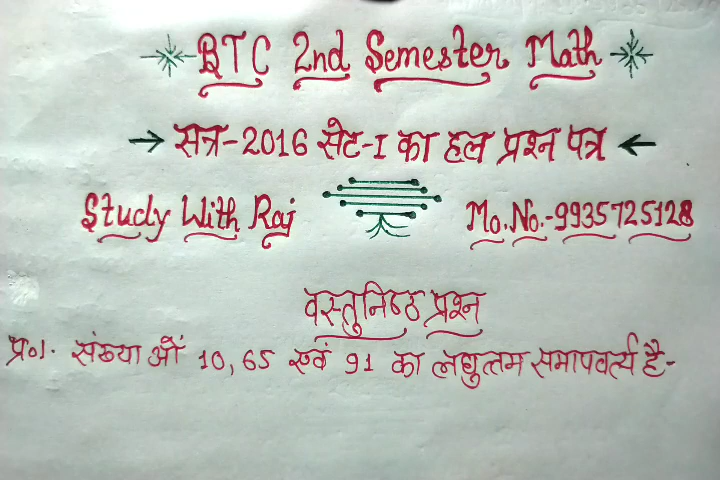 BTC 2nd Semester Math
→ सत्र-2016 सेट-I का हल प्रश्न पत्र ←
Study With Raj Mo.No.-9935725128
वस्तुनिष्ठ प्रश्न
प्र०1. संख्या ओं 10, 65 एवं 91 का लघुत्तम समापवर्त्य है-